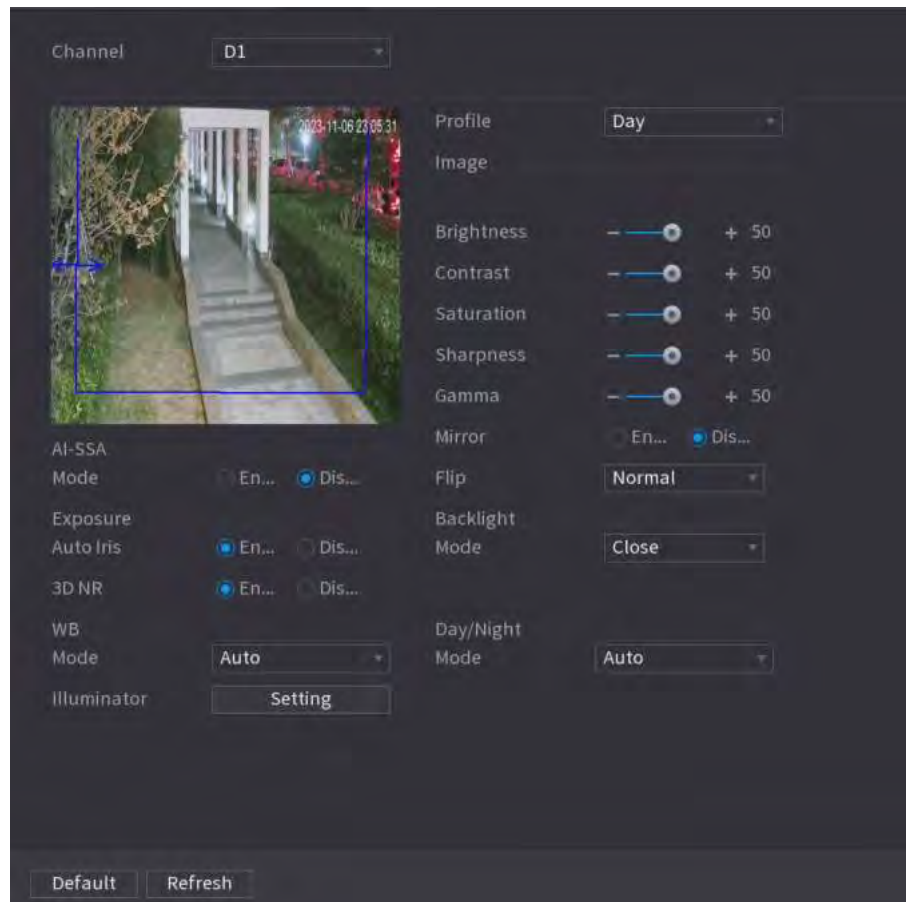 Channel D1
2023-11-06 23:05:31
Profile Day
Image
Brightness - + 50
Contrast - + 50
Saturation - + 50
Sharpness - + 50
Gamma - + 50
Mirror En... Dis...
AI-SSA
Mode En... Dis...
Flip Normal
Exposure
Auto Iris En... Dis...
Backlight
Mode Close
3D NR En... Dis...
WB
Mode Auto
Day/Night
Mode Auto
Illuminator Setting
Default Refresh